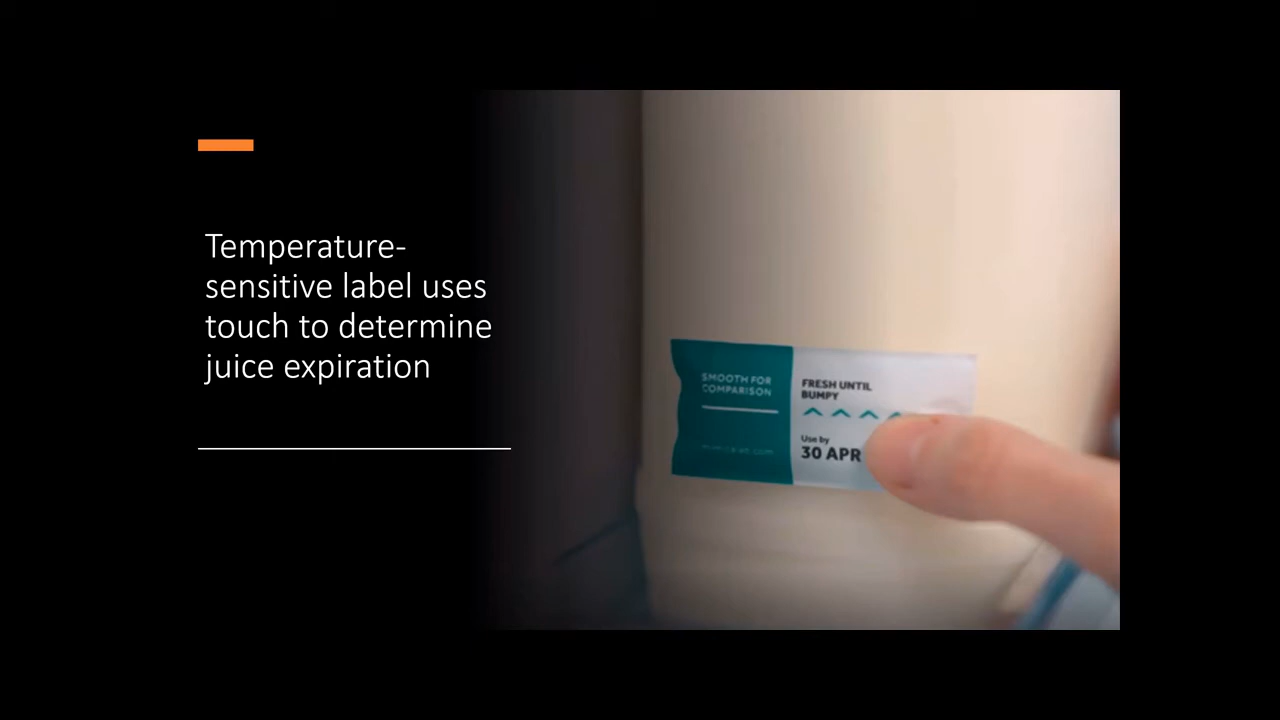 Temperature-
sensitive label uses
touch to determine
juice expiration
SMOOTH FOR
COMPARISON
FRESH UNTIL
BUMPY
Use by
30 APR